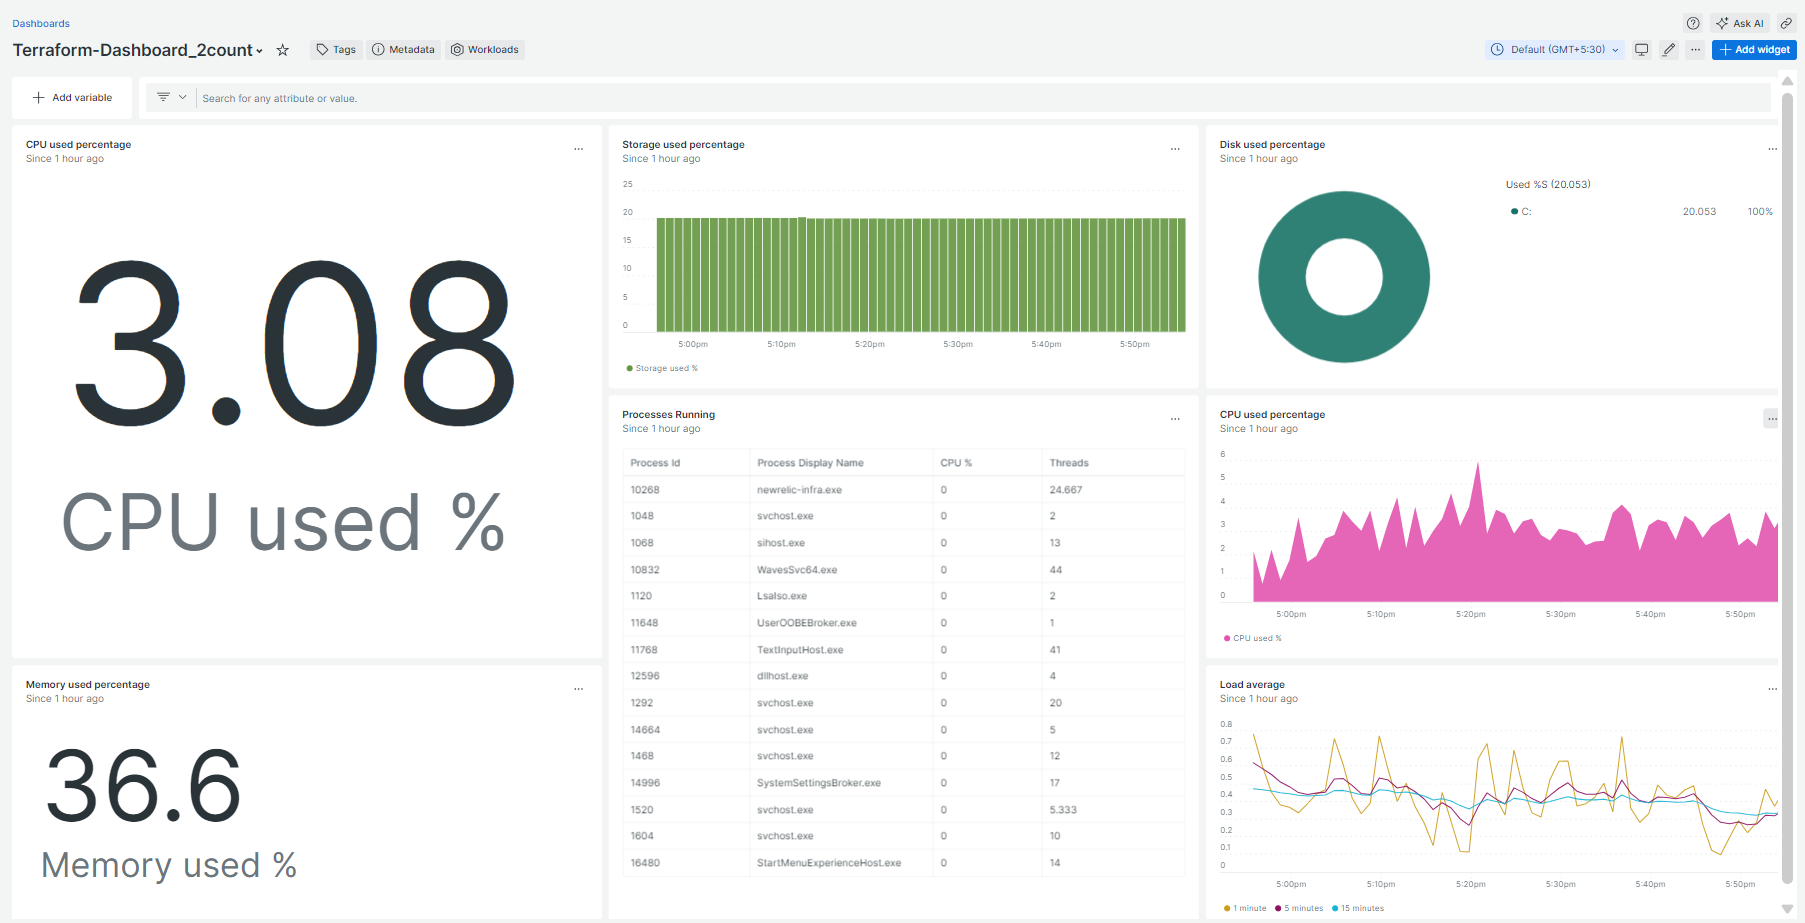 Dashboards
Ask AI
Terraform-Dashboard_2count
Tags
Metadata
Workloads
Default (GMT+5:30)
Add widget
Add variable
Search for any attribute or value.
CPU used percentage
Since 1 hour ago
3.08
CPU used %
Memory used percentage
Since 1 hour ago
36.6
Memory used %
Storage used percentage
Since 1 hour ago
25
20
15
10
5
0
5:00pm 5:10pm 5:20pm 5:30pm 5:40pm 5:50pm
Storage used %
Processes Running
Since 1 hour ago
Process Id Process Display Name CPU % Threads
10268 newrelic-infra.exe 0 24.667
1048 svchost.exe 0 2
1068 sihost.exe 0 13
10832 WavesSvc64.exe 0 44
1120 LsaIso.exe 0 2
11648 UserOOBEBroker.exe 0 1
11768 TextInputHost.exe 0 41
12596 dllhost.exe 0 4
1292 svchost.exe 0 20
14664 svchost.exe 0 5
1468 svchost.exe 0 12
14996 SystemSettingsBroker.exe 0 17
1520 svchost.exe 0 5.333
1604 svchost.exe 0 10
16480 StartMenuExperienceHost.exe 0 14
Disk used percentage
Since 1 hour ago
Used %S (20.053)
C: 20.053 100%
CPU used percentage
Since 1 hour ago
6
5
4
3
2
1
0
5:00pm 5:10pm 5:20pm 5:30pm 5:40pm 5:50pm
CPU used %
Load average
Since 1 hour ago
0.8
0.7
0.6
0.5
0.4
0.3
0.2
0.1
0
5:00pm 5:10pm 5:20pm 5:30pm 5:40pm 5:50pm
1 minute 5 minutes 15 minutes